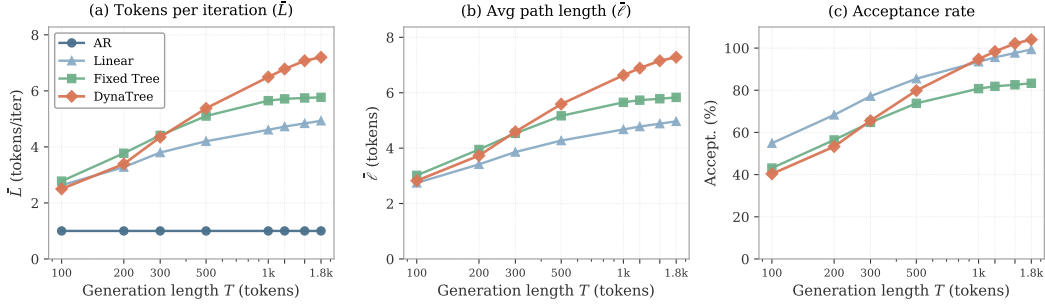 (a) Tokens per iteration (L̄)
8
6
4
2
0
L̄ (tokens/iter)
AR
Linear
Fixed Tree
DynaTree
100
200
300
500
1k
1.8k
Generation length T (tokens)
(b) Avg path length (ℓ̄)
8
6
4
2
0
ℓ̄ (tokens)
100
200
300
500
1k
1.8k
Generation length T (tokens)
(c) Acceptance rate
100
80
60
40
20
0
Accept. (%)
100
200
300
500
1k
1.8k
Generation length T (tokens)